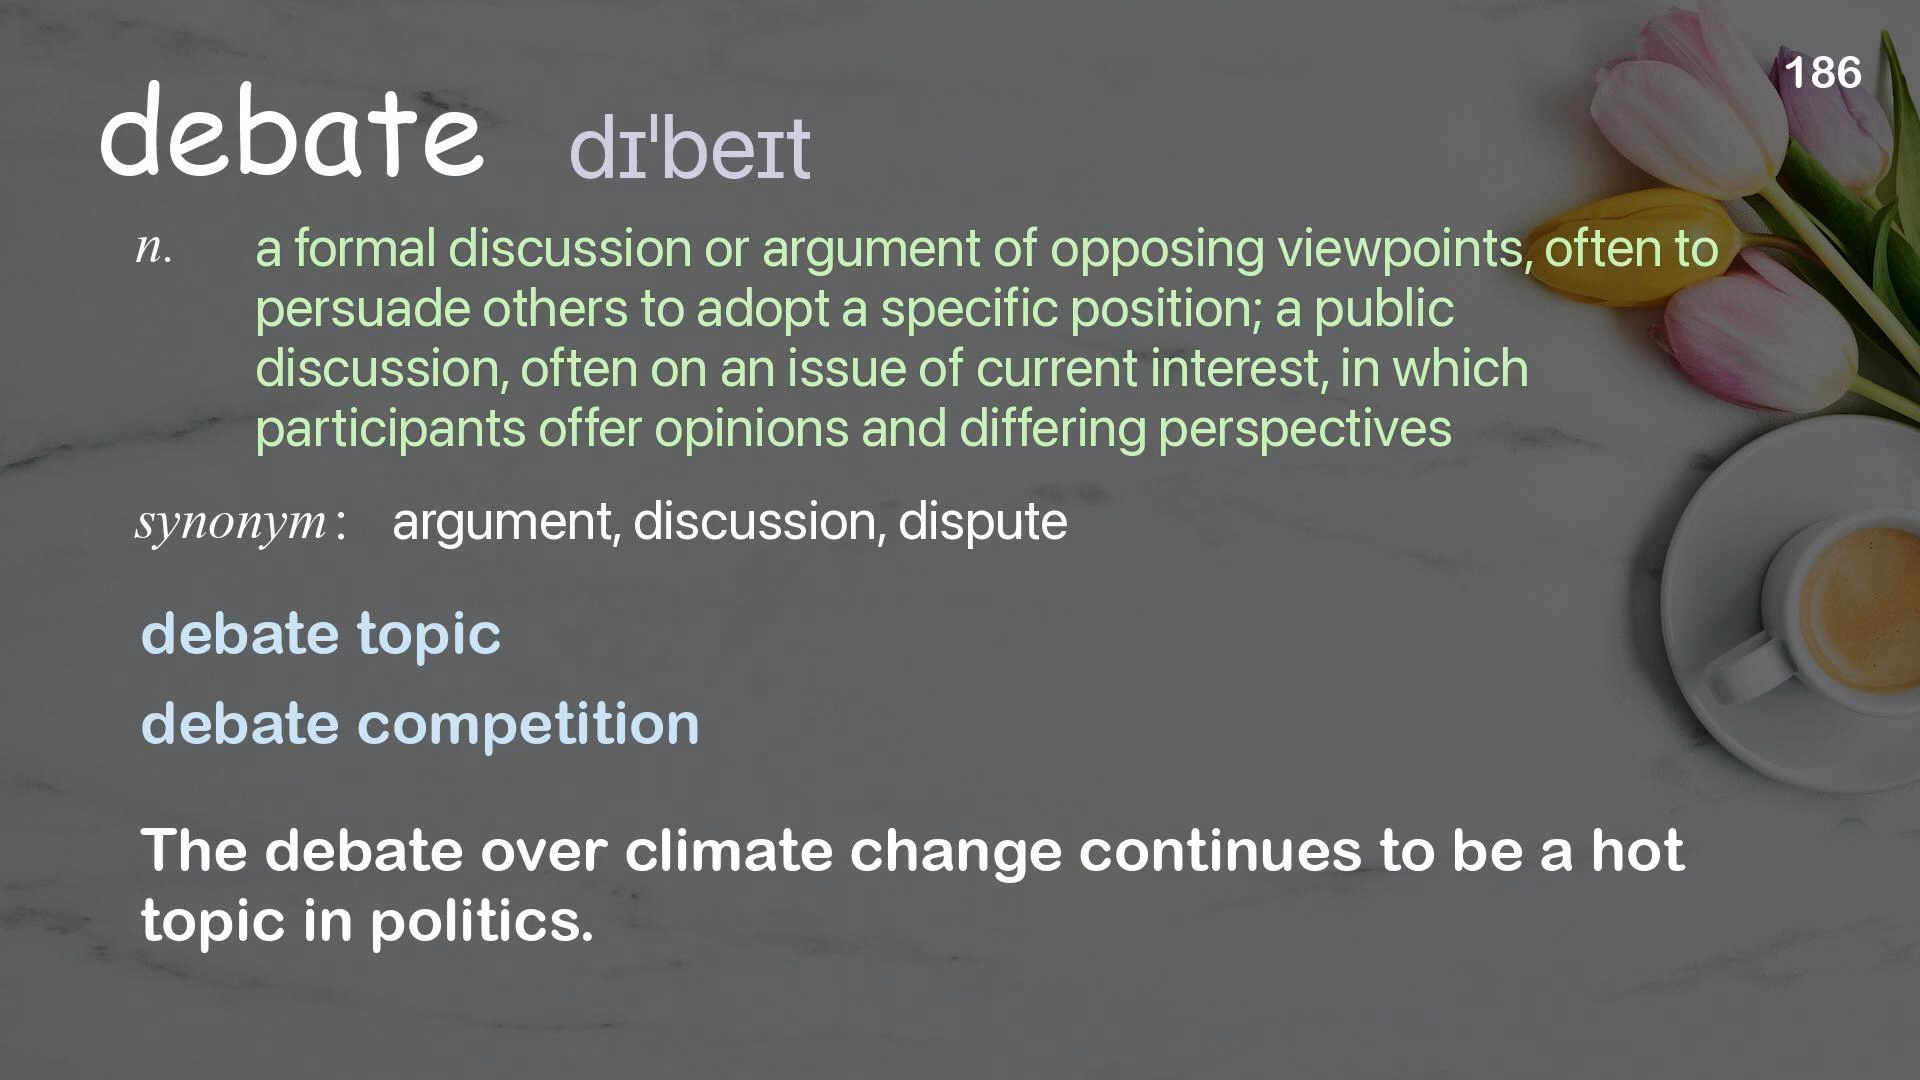 186
debate dɪˈbeɪt
n. a formal discussion or argument of opposing viewpoints, often to
persuade others to adopt a specific position; a public
discussion, often on an issue of current interest, in which
participants offer opinions and differing perspectives
synonym: argument, discussion, dispute
debate topic
debate competition
The debate over climate change continues to be a hot
topic in politics.